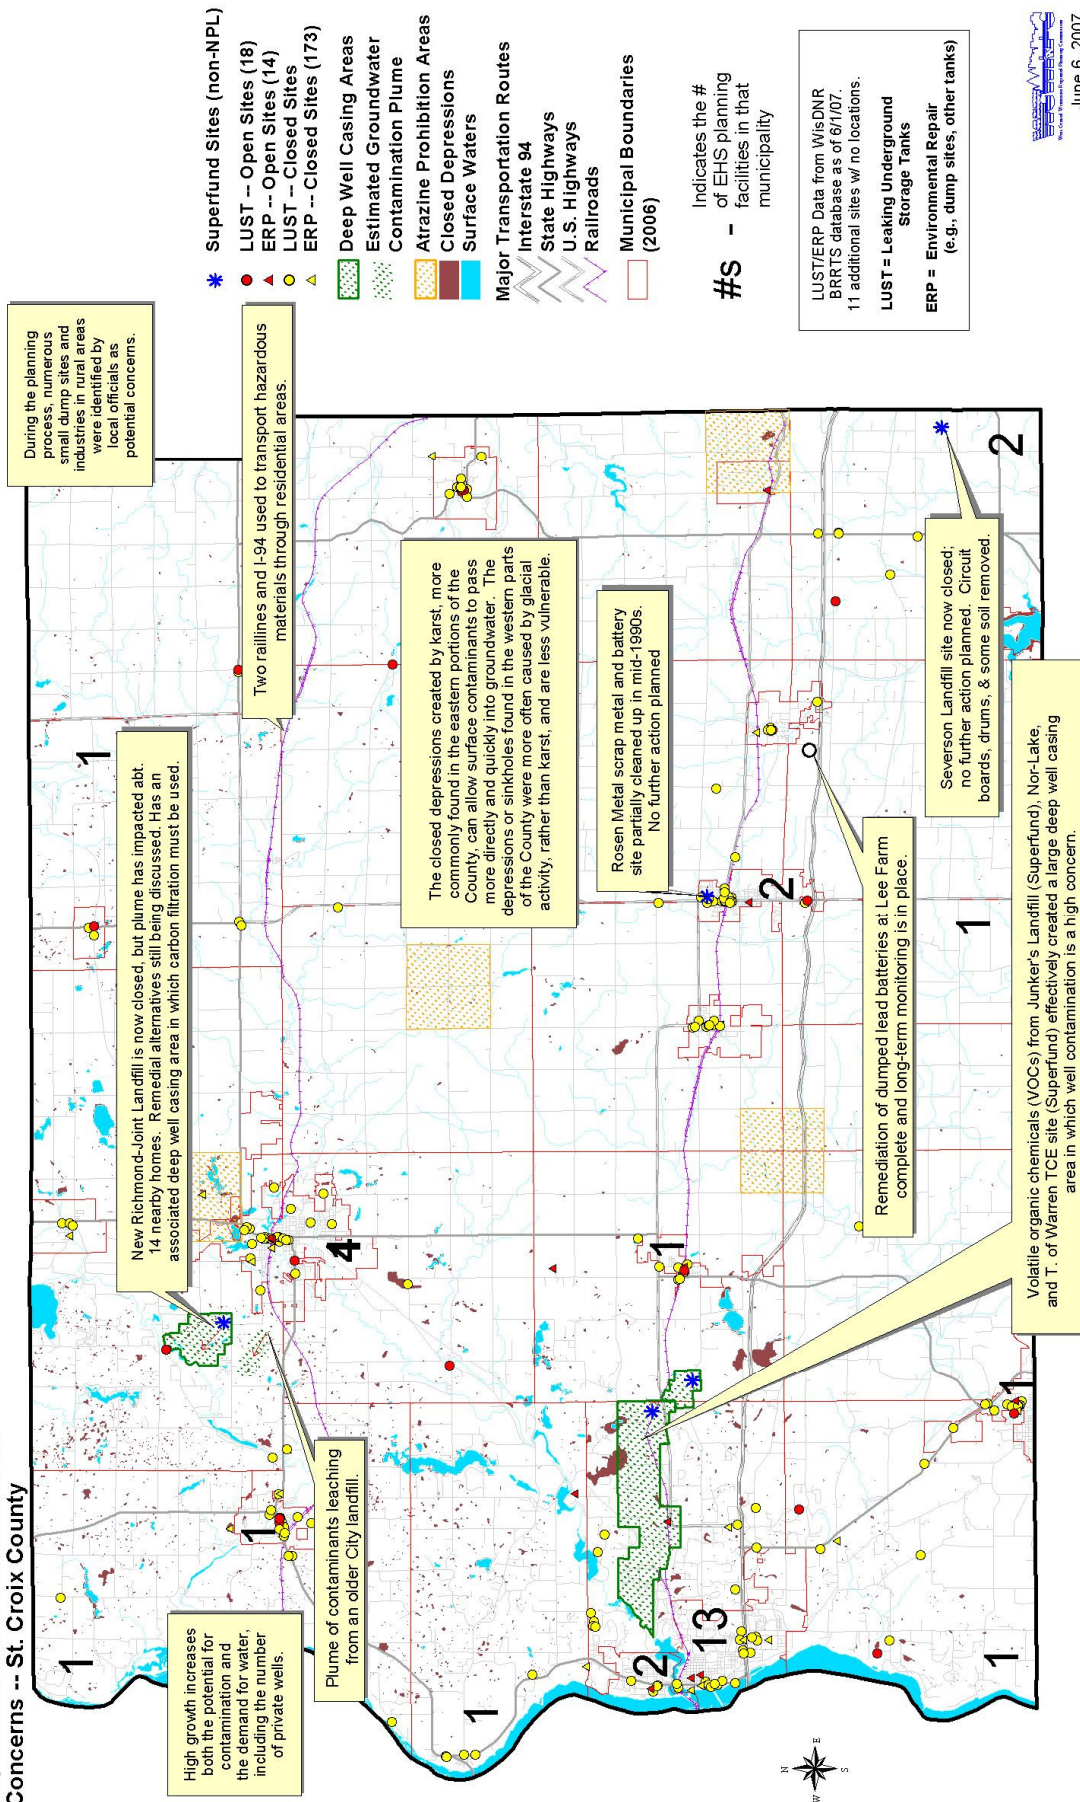 Concerns -- St. Croix County
During the planning
process, numerous
small dump sites and
industries in rural areas
were identified by
local officials as
potential concerns.
New Richmond-Joint Landfill is now closed, but plume has impacted abt.
14 nearby homes. Remedial alternatives still being discussed. Has an
associated deep well casing area in which carbon filtration must be used.
Two raillines and I-94 used to transport hazardous
materials through residential areas.
High growth increases
both the potential for
contamination and
the demand for water,
including the number
of private wells.
Plume of contaminants leaching
from an older City landfill.
The closed depressions created by karst, more
commonly found in the eastern portions of the
County, can allow surface contaminants to pass
more directly and quickly into groundwater. The
depressions or sinkholes found in the western parts
of the County were more often caused by glacial
activity, rather than karst, and are less vulnerable.
Rosen Metal scrap metal and battery
site partially cleaned up in mid-1990s.
No further action planned
Remediation of dumped lead batteries at Lee Farm
complete and long-term monitoring is in place.
Severson Landfill site now closed;
no further action planned. Circuit
boards, drums, & some soil removed.
Volatile organic chemicals (VOCs) from Junker's Landfill (Superfund), Nor-Lake,
and T. of Warren TCE site (Superfund) effectively created a large deep well casing
area in which well contamination is a high concern.
1
1
1
4
1
2
13
1
2
1
1
1
2
N
W
E
S
Superfund Sites (non-NPL)
LUST -- Open Sites (18)
ERP -- Open Sites (14)
LUST -- Closed Sites
ERP -- Closed Sites (173)
Deep Well Casing Areas
Estimated Groundwater
Contamination Plume
Atrazine Prohibition Areas
Closed Depressions
Surface Waters
Major Transportation Routes
Interstate 94
State Highways
U.S. Highways
Railroads
Municipal Boundaries
(2006)
#s - Indicates the #
of EHS planning
facilities in that
municipality
LUST/ERP Data from WisDNR
BRRTS database as of 6/1/07.
11 additional sites w/ no locations.
LUST = Leaking Underground
Storage Tanks
ERP = Environmental Repair
(e.g., dump sites, other tanks)
June 6, 2007